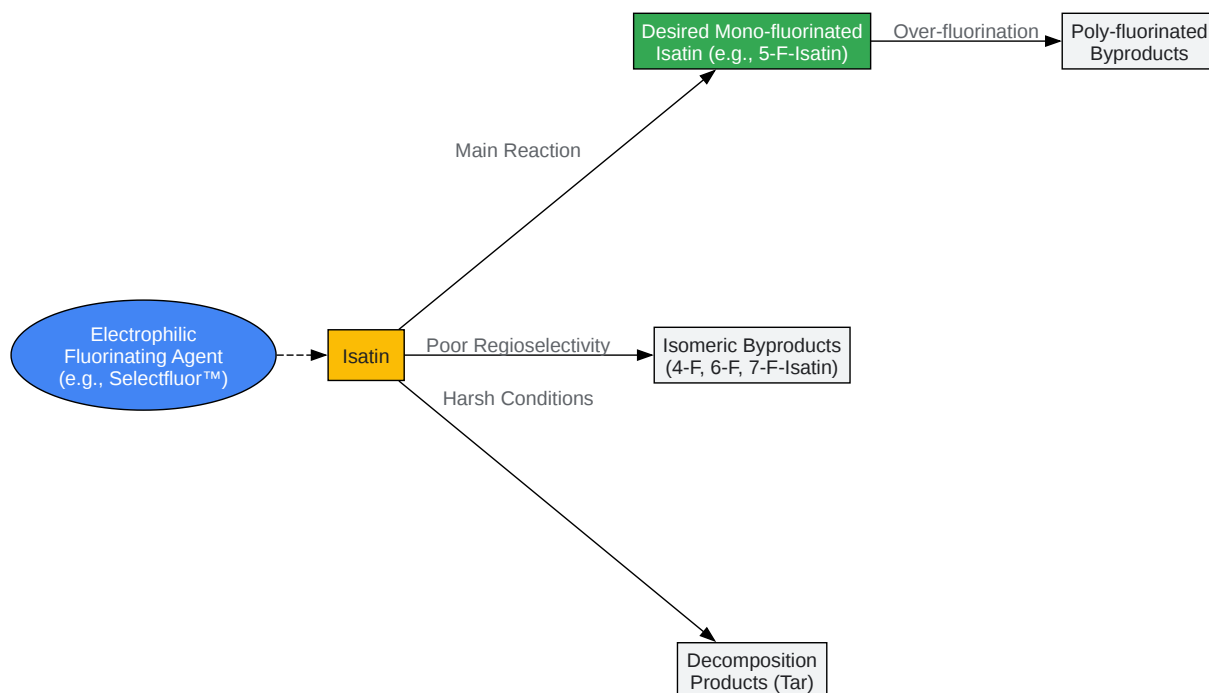 Desired Mono-fluorinated
Isatin (e.g., 5-F-Isatin)
Over-fluorination
Poly-fluorinated
Byproducts
Main Reaction
Electrophilic
Fluorinating Agent
(e.g., Selectfluor™)
Isatin
Poor Regioselectivity
Isomeric Byproducts
(4-F, 6-F, 7-F-Isatin)
Harsh Conditions
Decomposition
Products (Tar)